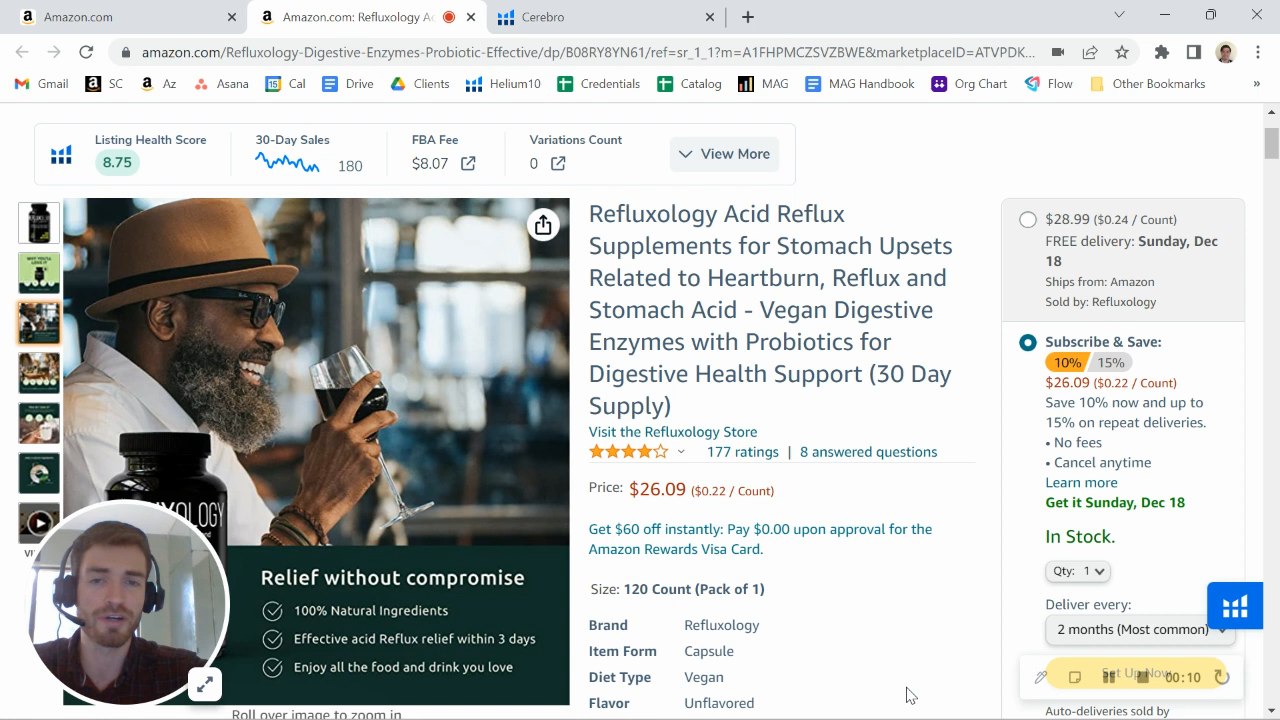 Amazon.com
Amazon.com: Refluxology Ac
Cerebro
amazon.com/Refluxology-Digestive-Enzymes-Probiotic-Effective/dp/B08RY8YN61/ref=sr_1_1?m=A1FHPMCZSVZBWE&marketplaceID=ATVPDK...
Gmail
SC
Az
Asana
15
Cal
Drive
Clients
Helium10
Credentials
Catalog
MAG
MAG Handbook
Org Chart
Flow
Other Bookmarks
»
Listing Health Score
8.75
30-Day Sales
180
FBA Fee
$8.07
Variations Count
0
View More
Relief without compromise
100% Natural Ingredients
Effective acid Reflux relief within 3 days
Enjoy all the food and drink you love
Roll over image to zoom in
Refluxology Acid Reflux
Supplements for Stomach Upsets
Related to Heartburn, Reflux and
Stomach Acid - Vegan Digestive
Enzymes with Probiotics for
Digestive Health Support (30 Day
Supply)
Visit the Refluxology Store
177 ratings | 8 answered questions
Price: $26.09 ($0.22 / Count)
Get $60 off instantly: Pay $0.00 upon approval for the
Amazon Rewards Visa Card.
Size: 120 Count (Pack of 1)
Brand Refluxology
Item Form Capsule
Diet Type Vegan
Flavor Unflavored
$28.99 ($0.24 / Count)
FREE delivery: Sunday, Dec
18
Ships from: Amazon
Sold by: Refluxology
Subscribe & Save:
10% 15%
$26.09 ($0.22 / Count)
Save 10% now and up to
15% on repeat deliveries.
• No fees
• Cancel anytime
Learn more
Get it Sunday, Dec 18
In Stock.
Qty: 1
Deliver every:
2 months (Most common)
Set Up Now
00:10
Auto-deliveries sold by